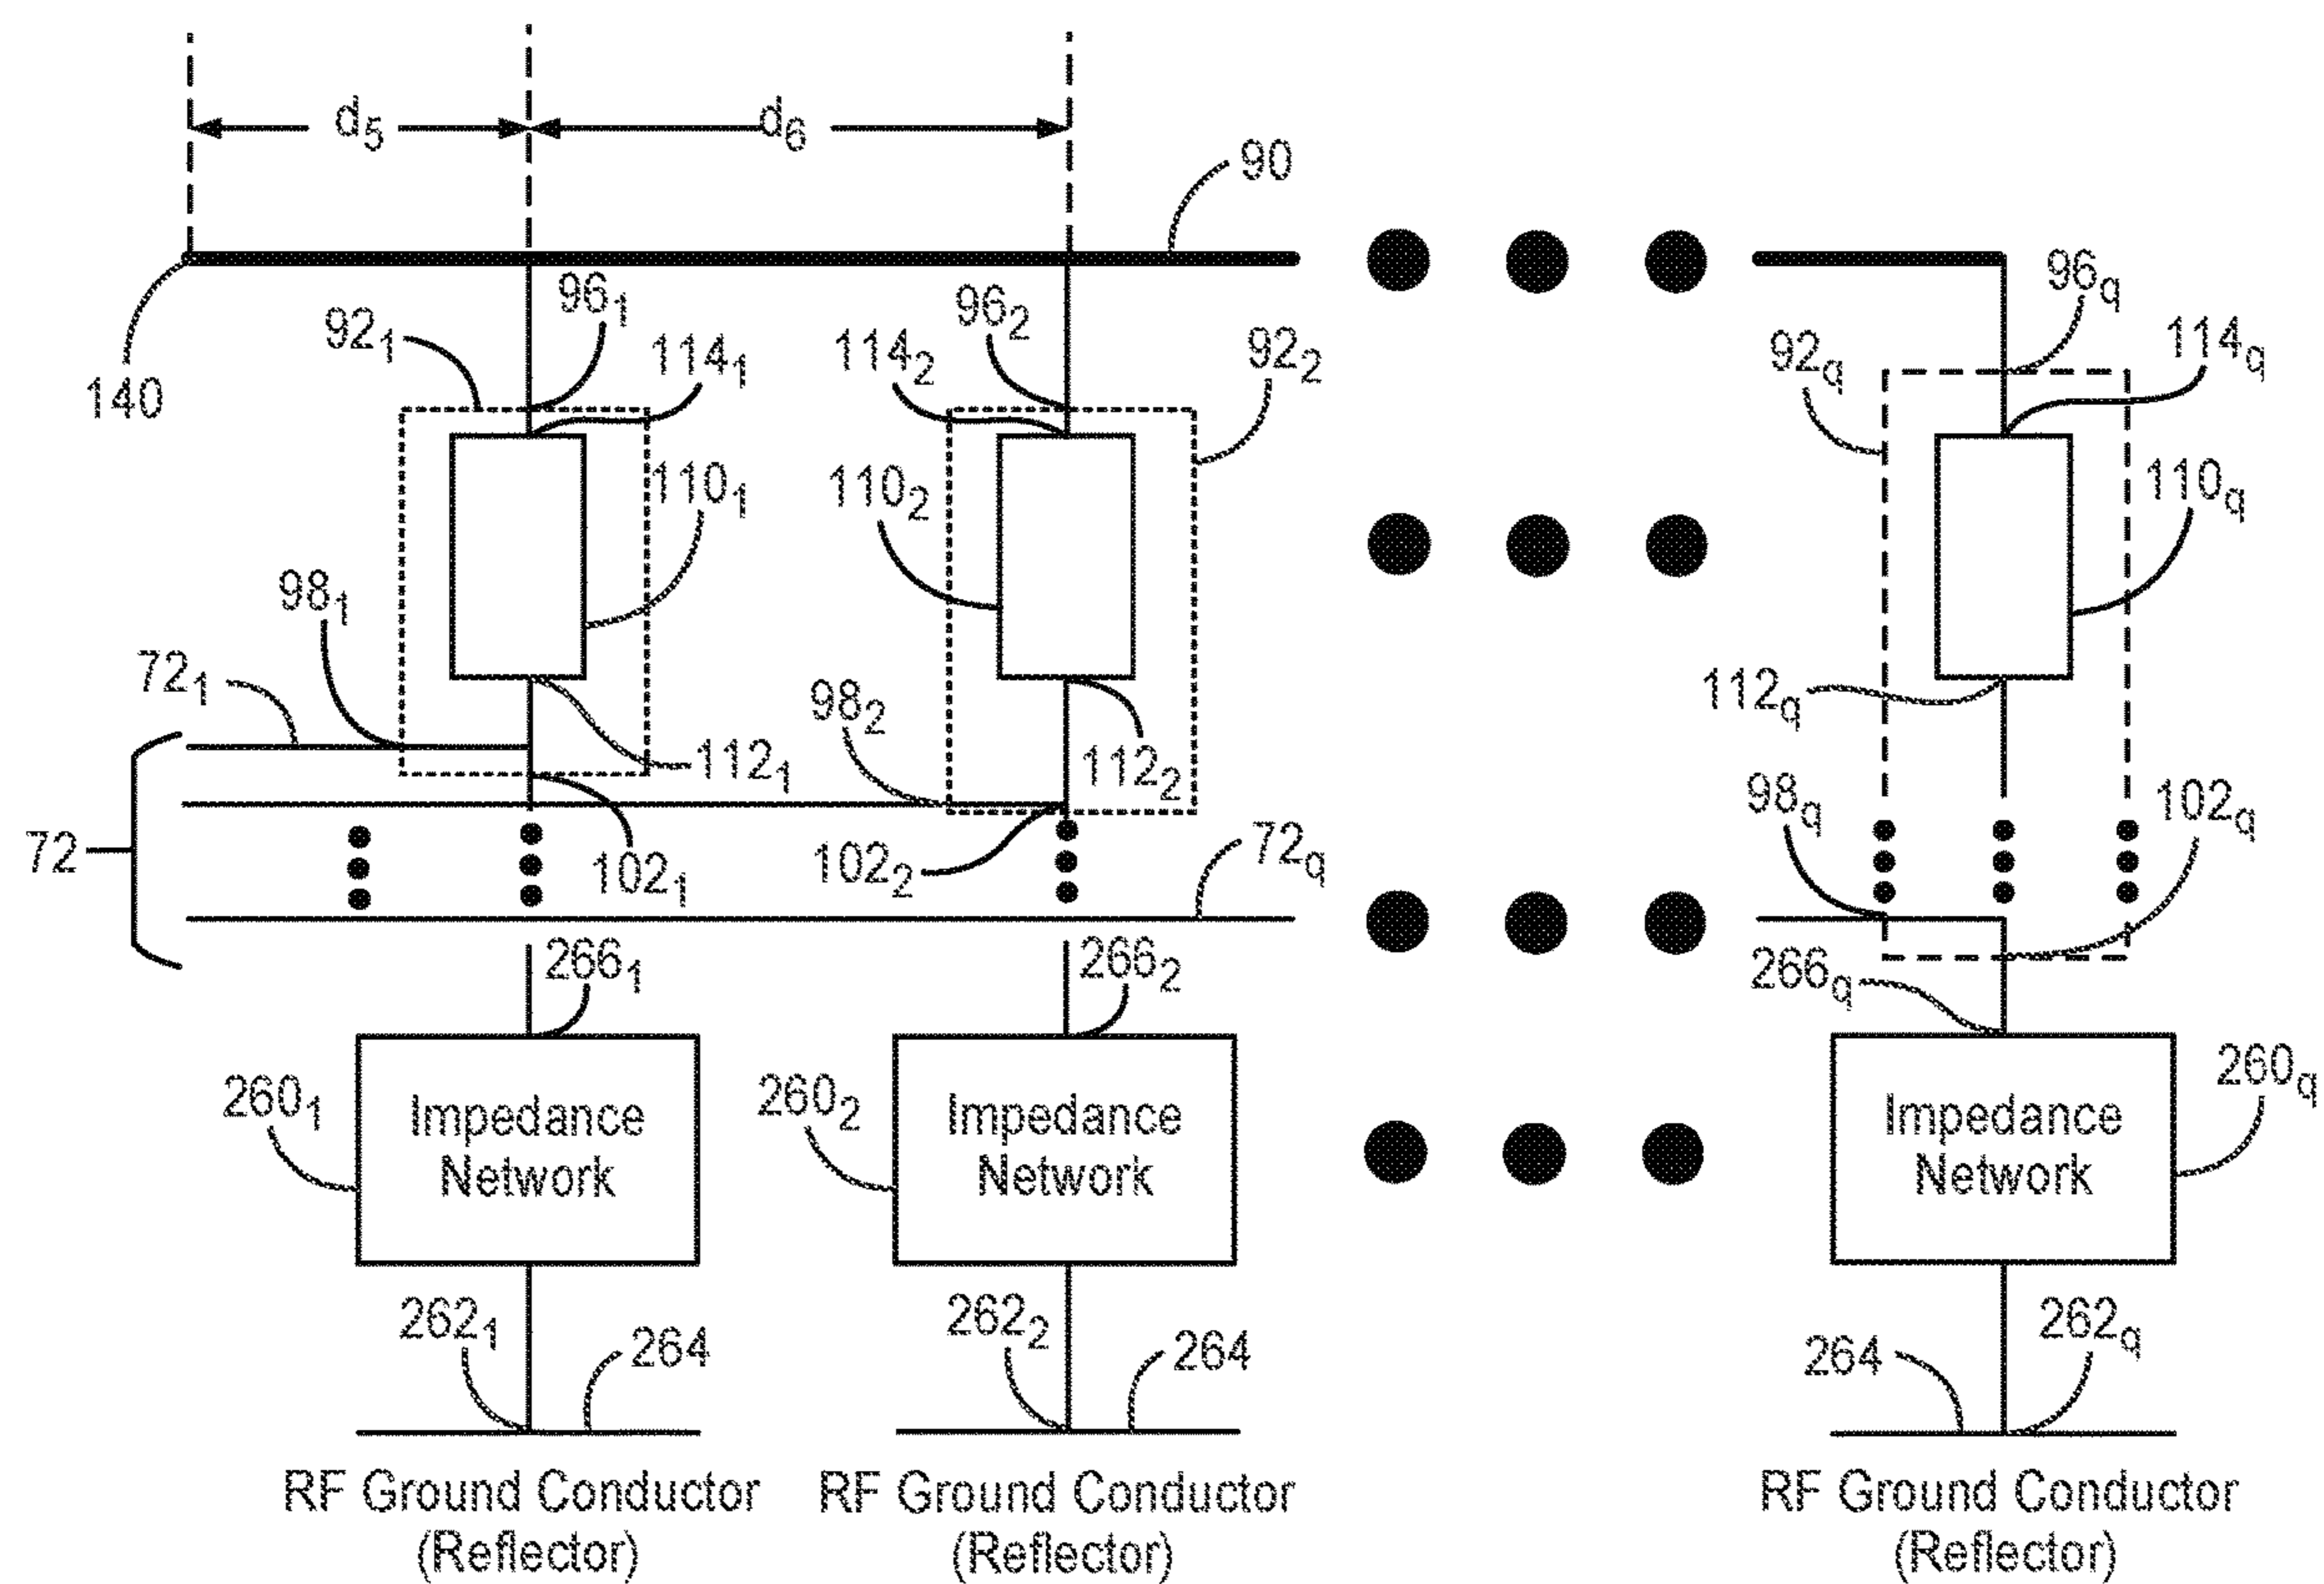 d5 d6
90
961 962 96q
921 1141 1142 922 92q 114q
140
1101 1102 110q
981
721 982 112q
1121 1122 98q 102q
72 1021 1022 72q
2661 2662 266q
2601 Impedance Network 2602 Impedance Network Impedance Network 260q
2621 264 2622 264 264 262q
RF Ground Conductor RF Ground Conductor RF Ground Conductor
(Reflector) (Reflector) (Reflector)